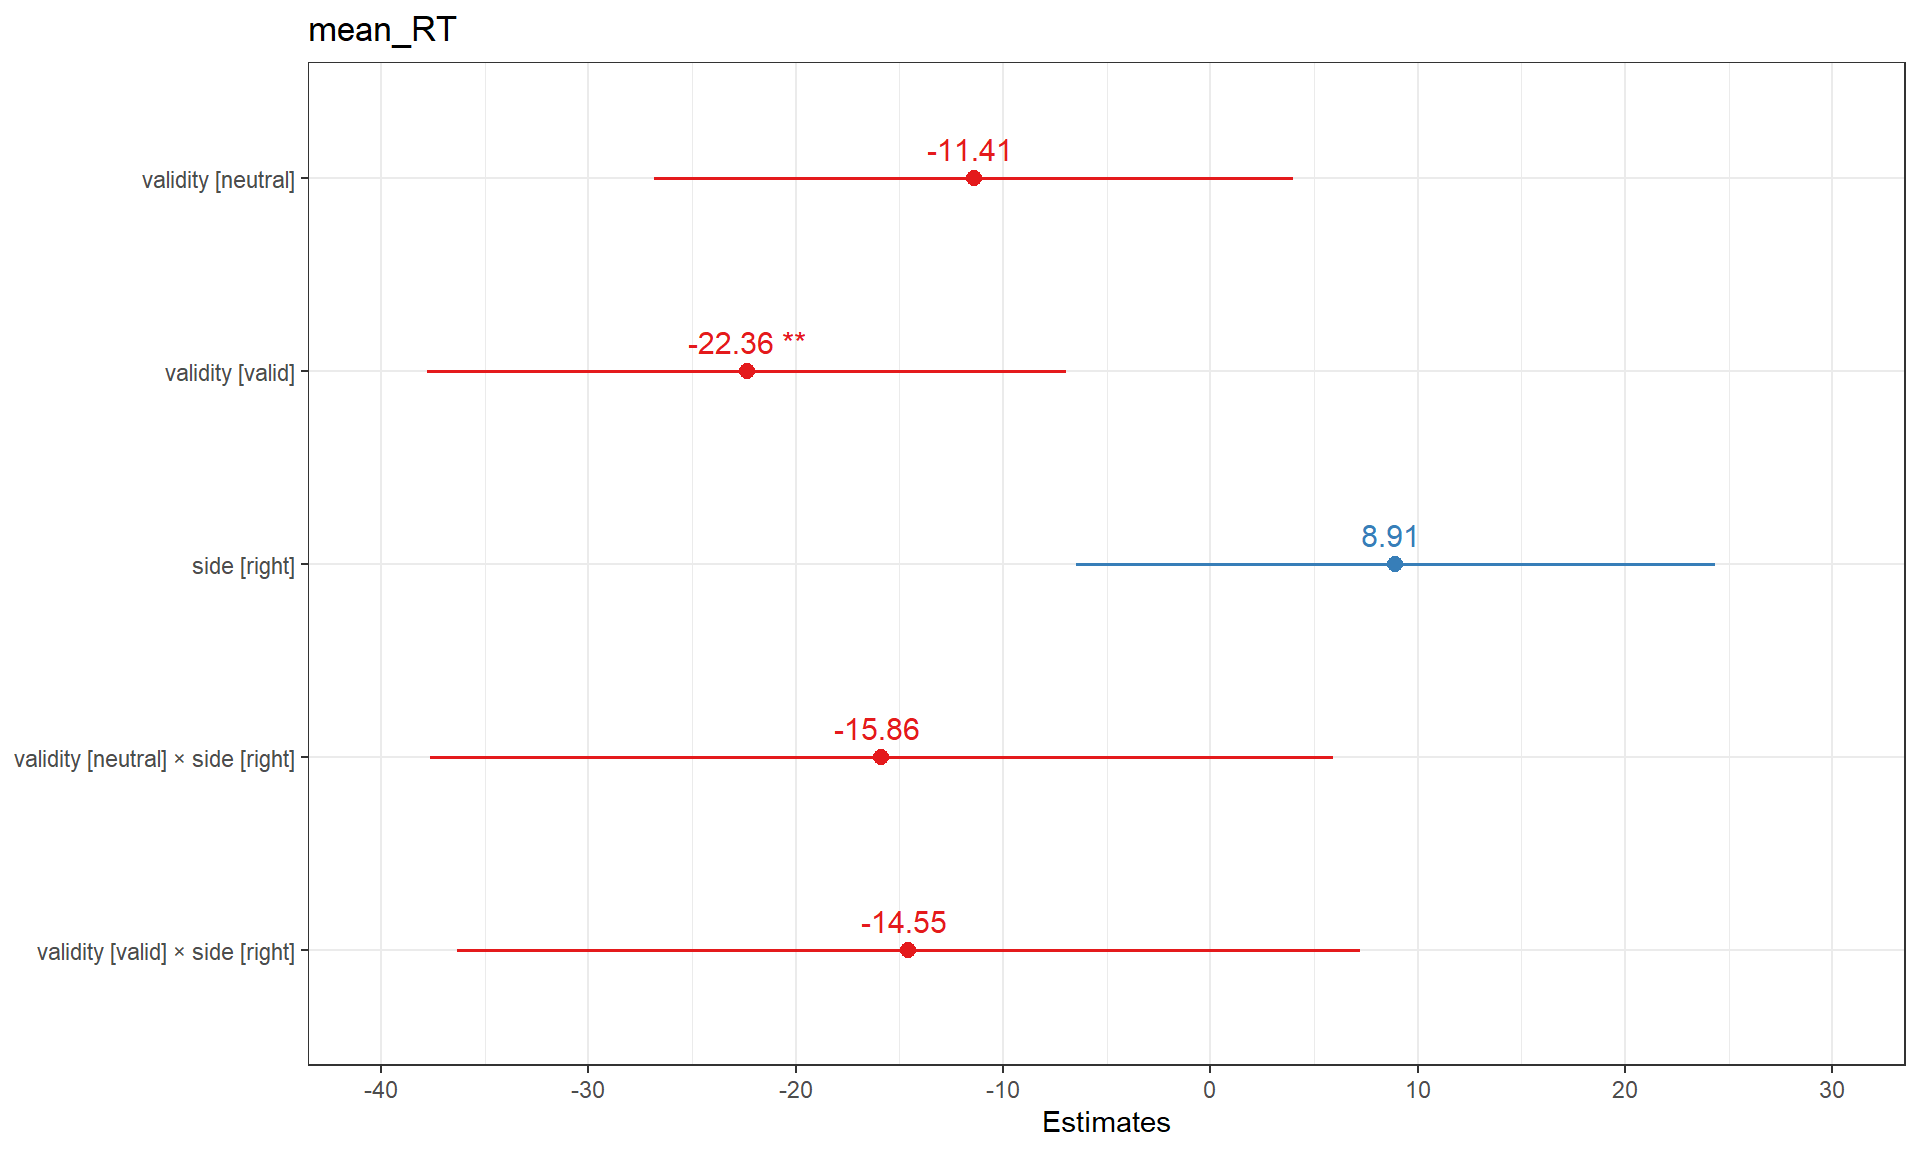 mean_RT
validity [neutral]
-11.41
validity [valid]
-22.36 **
side [right]
8.91
validity [neutral] × side [right]
-15.86
validity [valid] × side [right]
-14.55
-40 -30 -20 -10 0 10 20 30
Estimates